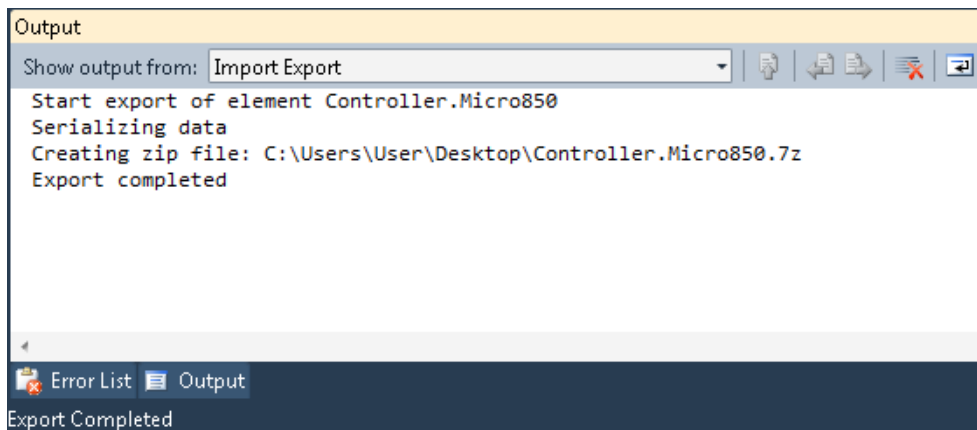 Output
Show output from: Import Export
Start export of element Controller.Micro850
Serializing data
Creating zip file: C:\Users\User\Desktop\Controller.Micro850.7z
Export completed
Error List Output
Export Completed